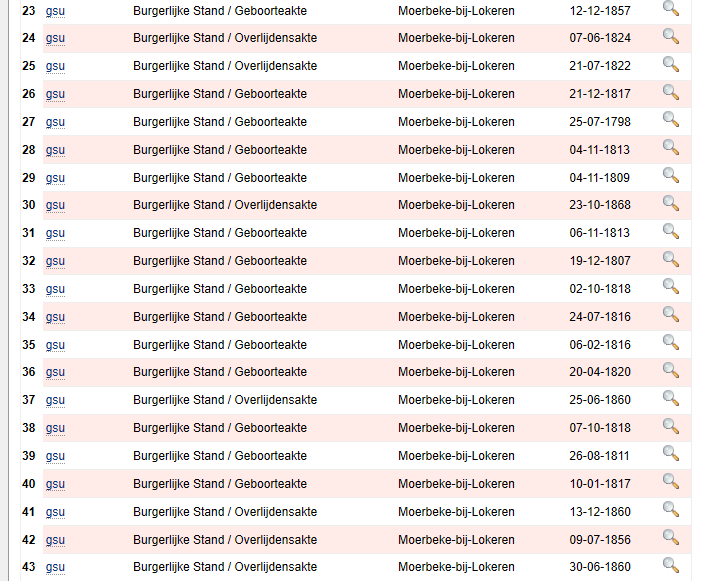 23 gsu Burgerlijke Stand / Geboorteakte Moerbeke-bij-Lokeren 12-12-1857
24 gsu Burgerlijke Stand / Overlijdensakte Moerbeke-bij-Lokeren 07-06-1824
25 gsu Burgerlijke Stand / Overlijdensakte Moerbeke-bij-Lokeren 21-07-1822
26 gsu Burgerlijke Stand / Geboorteakte Moerbeke-bij-Lokeren 21-12-1817
27 gsu Burgerlijke Stand / Geboorteakte Moerbeke-bij-Lokeren 25-07-1798
28 gsu Burgerlijke Stand / Geboorteakte Moerbeke-bij-Lokeren 04-11-1813
29 gsu Burgerlijke Stand / Geboorteakte Moerbeke-bij-Lokeren 04-11-1809
30 gsu Burgerlijke Stand / Overlijdensakte Moerbeke-bij-Lokeren 23-10-1868
31 gsu Burgerlijke Stand / Geboorteakte Moerbeke-bij-Lokeren 06-11-1813
32 gsu Burgerlijke Stand / Geboorteakte Moerbeke-bij-Lokeren 19-12-1807
33 gsu Burgerlijke Stand / Geboorteakte Moerbeke-bij-Lokeren 02-10-1818
34 gsu Burgerlijke Stand / Geboorteakte Moerbeke-bij-Lokeren 24-07-1816
35 gsu Burgerlijke Stand / Geboorteakte Moerbeke-bij-Lokeren 06-02-1816
36 gsu Burgerlijke Stand / Geboorteakte Moerbeke-bij-Lokeren 20-04-1820
37 gsu Burgerlijke Stand / Overlijdensakte Moerbeke-bij-Lokeren 25-06-1860
38 gsu Burgerlijke Stand / Geboorteakte Moerbeke-bij-Lokeren 07-10-1818
39 gsu Burgerlijke Stand / Geboorteakte Moerbeke-bij-Lokeren 26-08-1811
40 gsu Burgerlijke Stand / Geboorteakte Moerbeke-bij-Lokeren 10-01-1817
41 gsu Burgerlijke Stand / Overlijdensakte Moerbeke-bij-Lokeren 13-12-1860
42 gsu Burgerlijke Stand / Overlijdensakte Moerbeke-bij-Lokeren 09-07-1856
43 gsu Burgerlijke Stand / Overlijdensakte Moerbeke-bij-Lokeren 30-06-1860